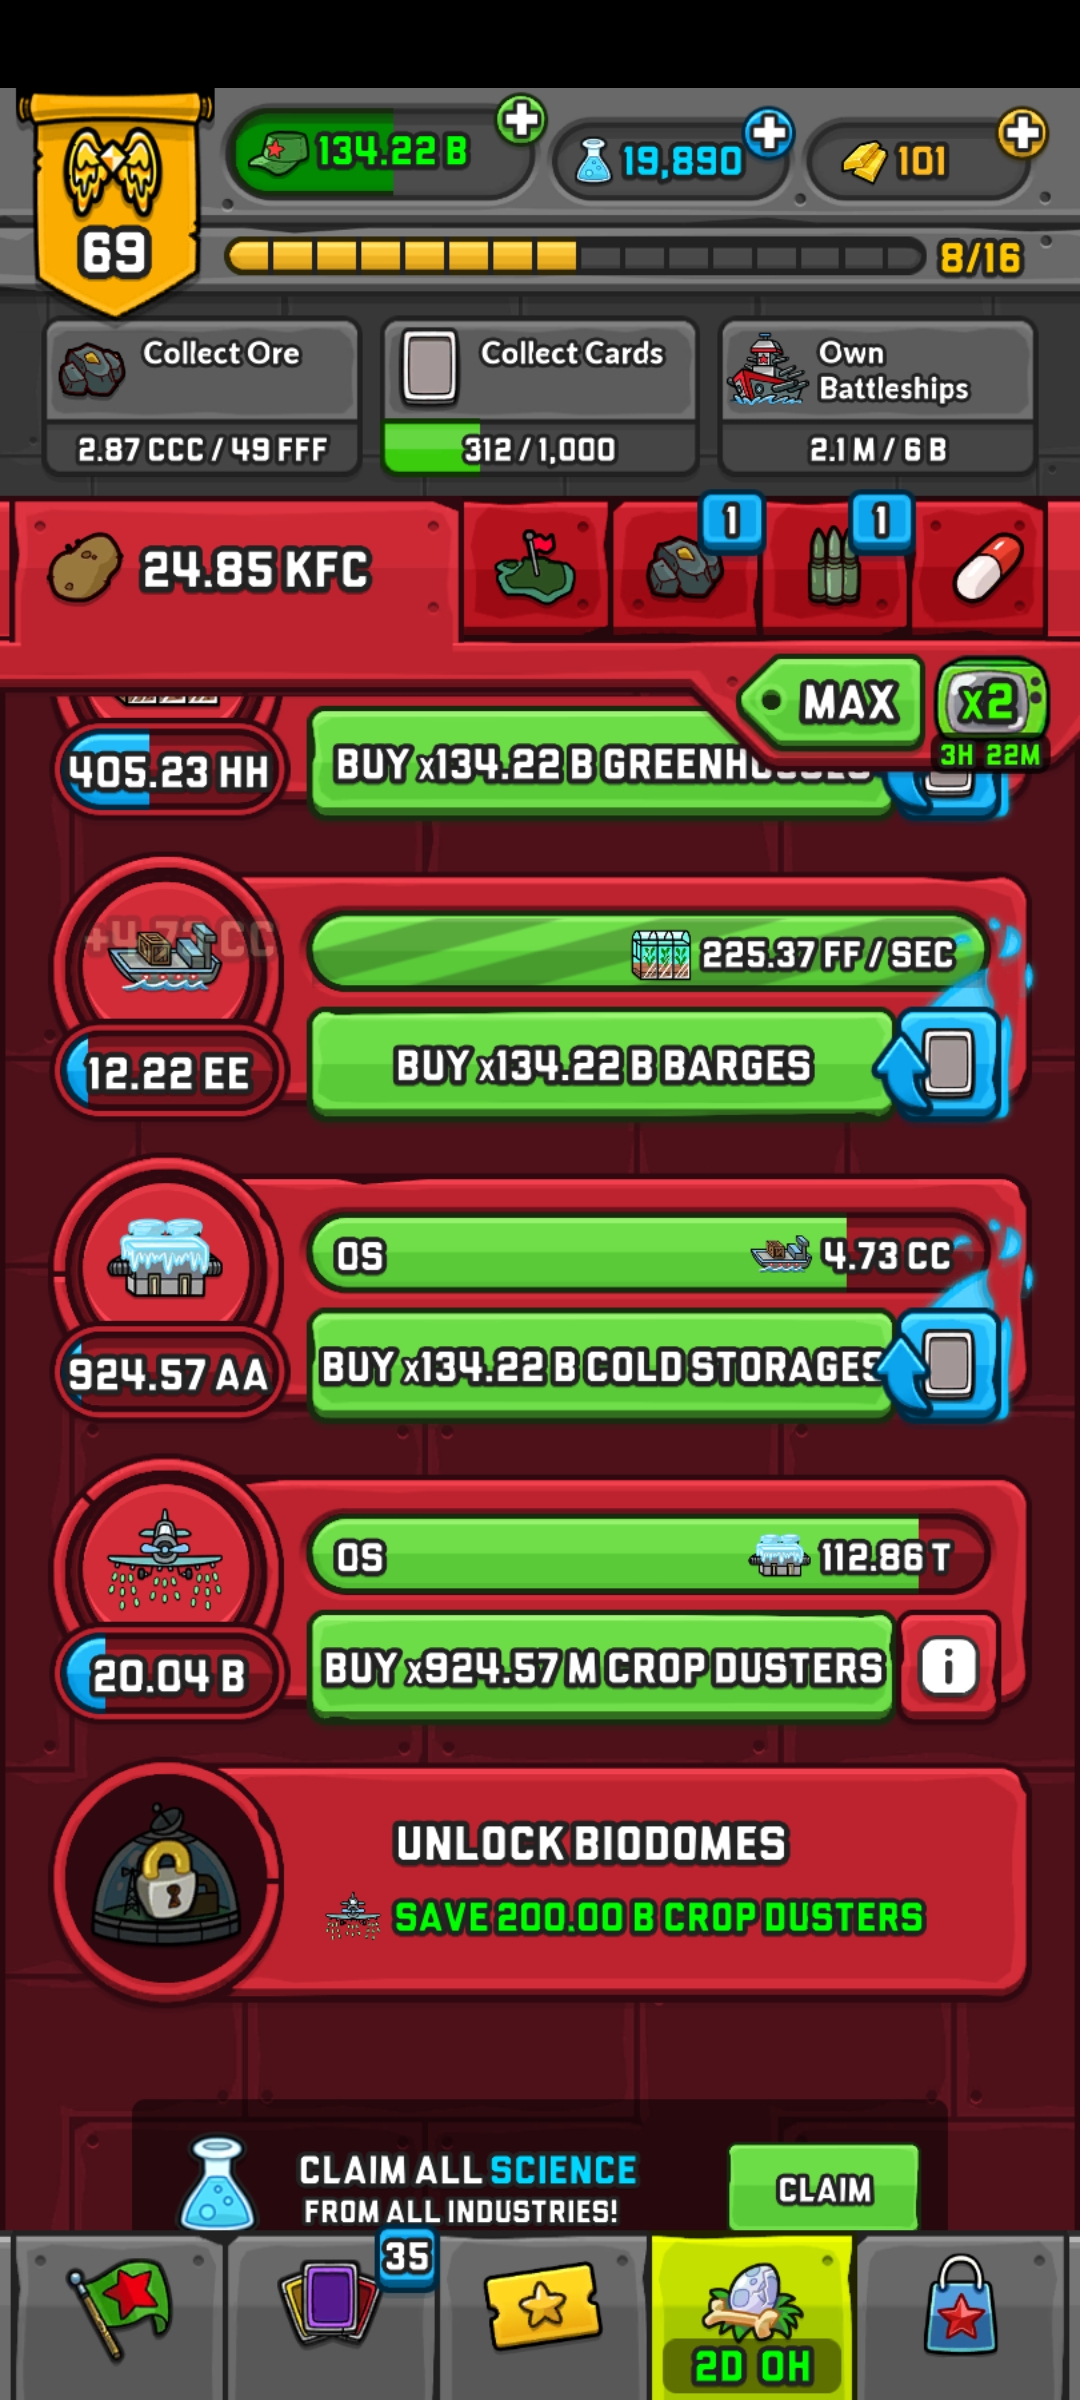 134.22 B
19,890
101
69
8/16
Collect Ore
2.87 CCC / 49 FFF
Collect Cards
312 / 1,000
Own
Battleships
2.1 M / 6 B
24.85 KFC
1
1
MAX
x2
3H 22M
405.23 HH
BUY x134.22 B GREENHOUSES
+4.73 CC
225.37 FF / SEC
12.22 EE
BUY x134.22 B BARGES
0S
4.73 CC
924.57 AA
BUY x134.22 B COLD STORAGES
0S
112.86 T
20.04 B
BUY x924.57 M CROP DUSTERS
i
UNLOCK BIODOMES
SAVE 200.00 B CROP DUSTERS
CLAIM ALL SCIENCE
FROM ALL INDUSTRIES!
CLAIM
35
2D 0H